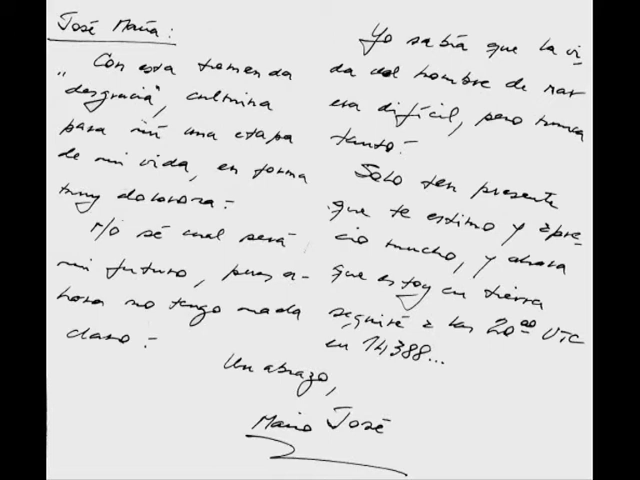 José María:
„Con esta tremenda
desgracia", culmina
para mí una etapa
de mi vida, en forma
muy dolorosa:
No sé cual será
mi futuro, pues a-
hora no tengo nada
claro:
Yo sabía que la vi-
da del hombre de mar
era difícil, pero nunca
tanto:
Solo ten presente
que te estimo y apre-
cio mucho, y ahora
que estoy en tierra
seguiré a las 20⁰⁰ UTC
en 14388...
Un abrazo,
Mario José